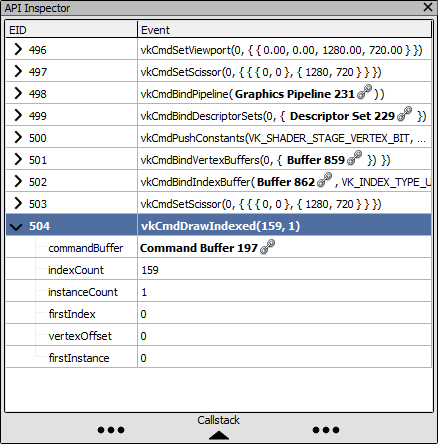 API Inspector
EID Event
496 vkCmdSetViewport(0, { { 0.00, 0.00, 1280.00, 720.00 } })
497 vkCmdSetScissor(0, { { { 0, 0 }, { 1280, 720 } } })
498 vkCmdBindPipeline( Graphics Pipeline 231 ) )
499 vkCmdBindDescriptorSets(0, { Descriptor Set 229 })
500 vkCmdPushConstants(VK_SHADER_STAGE_VERTEX_BIT, ...
501 vkCmdBindVertexBuffers(0, { Buffer 859 }) })
502 vkCmdBindIndexBuffer( Buffer 862 , VK_INDEX_TYPE_U
503 vkCmdSetScissor(0, { { { 0, 0 }, { 1280, 720 } } })
504 vkCmdDrawIndexed(159, 1)
commandBuffer Command Buffer 197
indexCount 159
instanceCount 1
firstIndex 0
vertexOffset 0
firstInstance 0
Callstack